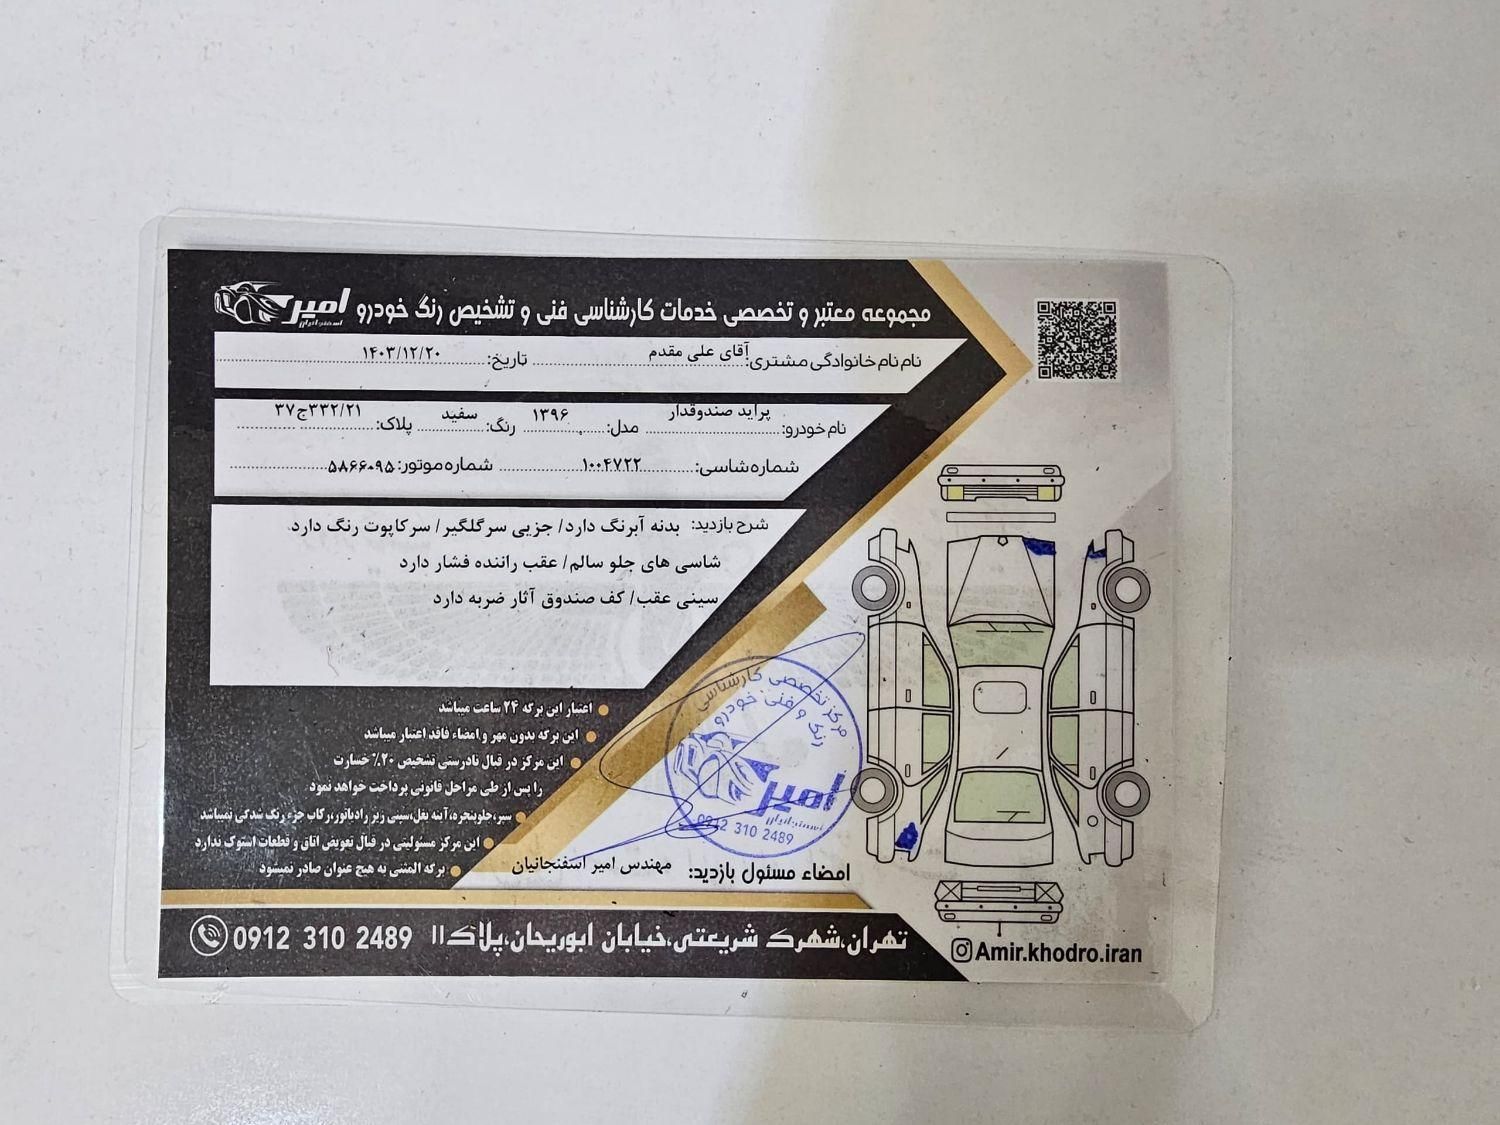 مجموعه معتبر و تخصصی خدمات کارشناسی فنی و تشخیص رنگ خودرو امیر
اسفنجانیان
نام نام خانوادگی مشتری: آقای علی مقدم تاریخ: ۱۴۰۳/۱۲/۲۰
نام خودرو: پراید صندوقدار مدل: ۱۳۹۶ رنگ: سفید پلاک: ۳۷ج۳۳۲/۲۱
شماره شاسی: ۱۰۰۴۷۲۲ شماره موتور: ۵۸۶۶۰۹۵
شرح بازدید: بدنه آبرنگ دارد/ جزیی سرگلگیر/ سرکاپوت رنگ دارد
شاسی های جلو سالم/ عقب راننده فشار دارد
سینی عقب/ کف صندوق آثار ضربه دارد
اعتبار این برگه ۲۴ ساعت میباشد
این برگه بدون مهر و امضاء فاقد اعتبار میباشد
این مرکز در قبال نادرستی تشخیص ۲۰٪ خسارت
را پس از طی مراحل قانونی پرداخت خواهد نمود
سپر،جلوپنجره،آینه بغل،سینی زیر رادیاتور،رکاب جزء رنگ شدگی نمیباشد
این مرکز مسئولیتی در قبال تعویض اتاق و قطعات استوک ندارد
برگه المثنی به هیچ عنوان صادر نمیشود
مرکز تخصصی کارشناسی
رنگ و فنی خودرو
امیر
اسفنجانیان
0912 310 2489
امضاء مسئول بازدید: مهندس امیر اسفنجانیان
تهران،شهرک شریعتی،خیابان ابوریحان،پلاک۱۱ 0912 310 2489
Amir.khodro.iran